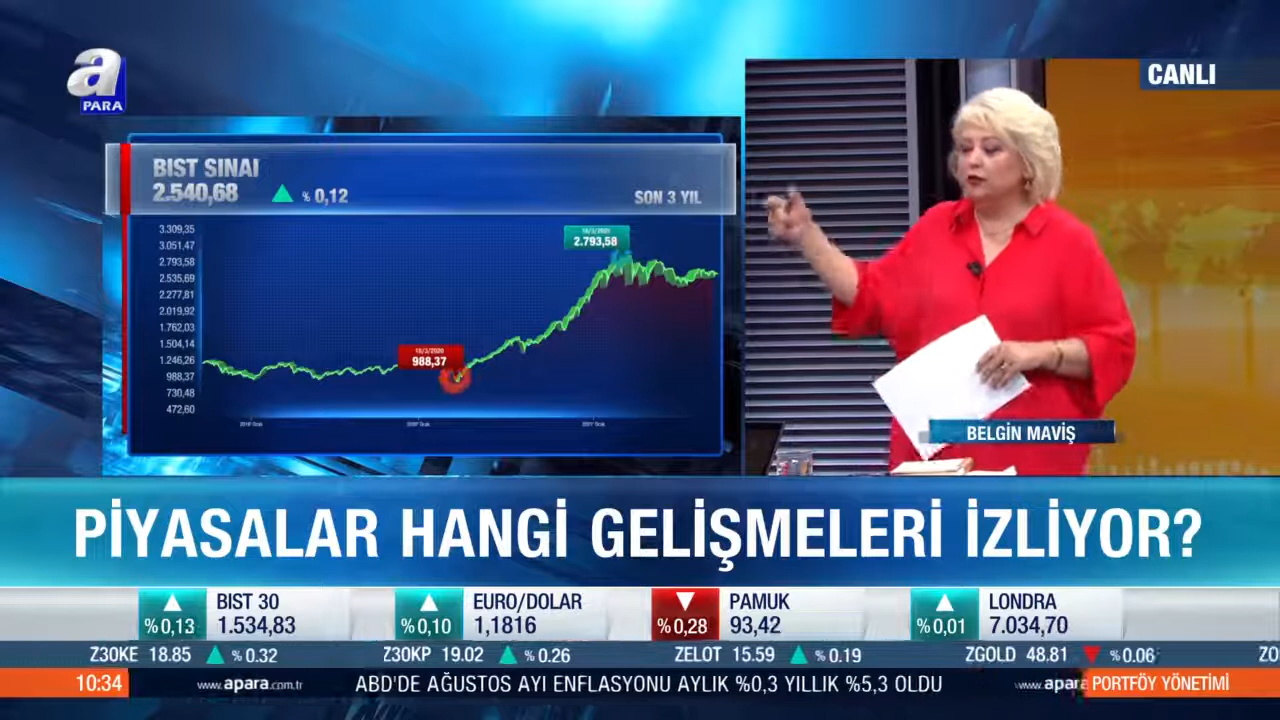 a
PARA
CANLI
BIST SINAI
2.540,68
% 0,12
SON 3 YIL
3.309,35
3.051,47
2.793,58
2.535,69
2.277,81
2.019,92
1.762,03
1.504,14
1.246,26
988,37
730,48
472,60
2.793,58
988,37
BELGİN MAVİŞ
PİYASALAR HANGİ GELİŞMELERİ İZLİYOR?
%0,13 BIST 30 1.534,83
%0,10 EURO/DOLAR 1,1816
%0,28 PAMUK 93,42
%0,01 LONDRA 7.034,70
Z30KE 18.85 %0.32 Z30KP 19.02 %0.26 ZELOT 15.59 %0.19 ZGOLD 48.81 %0.06 ZO
10:34 www.apara.com.tr ABD'DE AĞUSTOS AYI ENFLASYONU AYLIK %0,3 YILLIK %5,3 OLDU www.apara PORTFÖY YÖNETİMİ